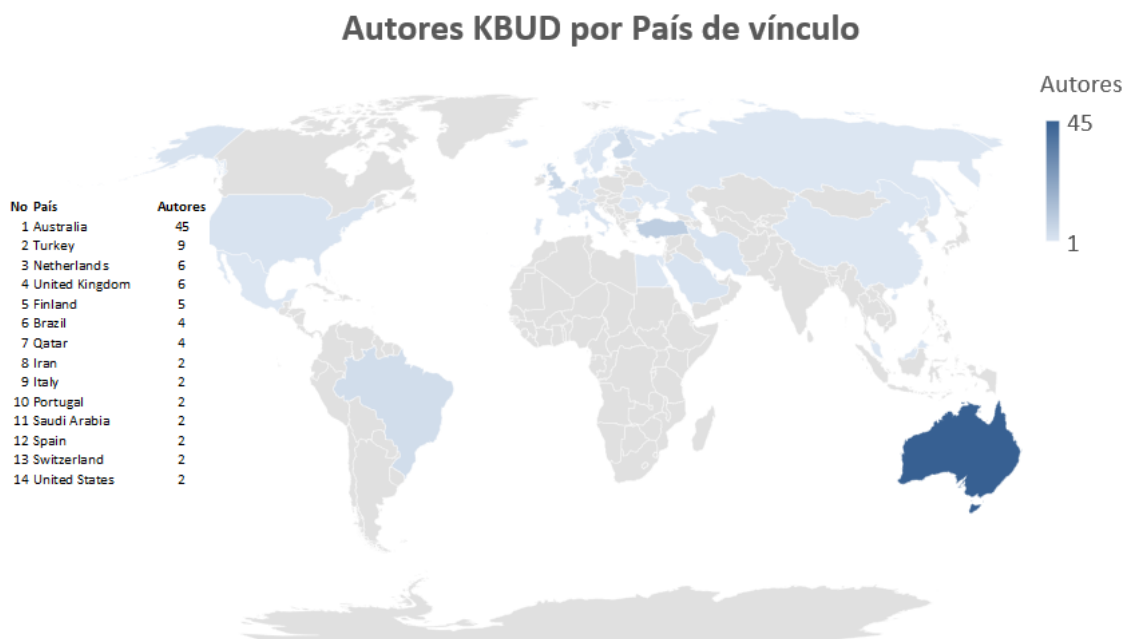 Autores KBUD por País de vínculo
Autores
45
1
No País Autores
1 Australia 45
2 Turkey 9
3 Netherlands 6
4 United Kingdom 6
5 Finland 5
6 Brazil 4
7 Qatar 4
8 Iran 2
9 Italy 2
10 Portugal 2
11 Saudi Arabia 2
12 Spain 2
13 Switzerland 2
14 United States 2